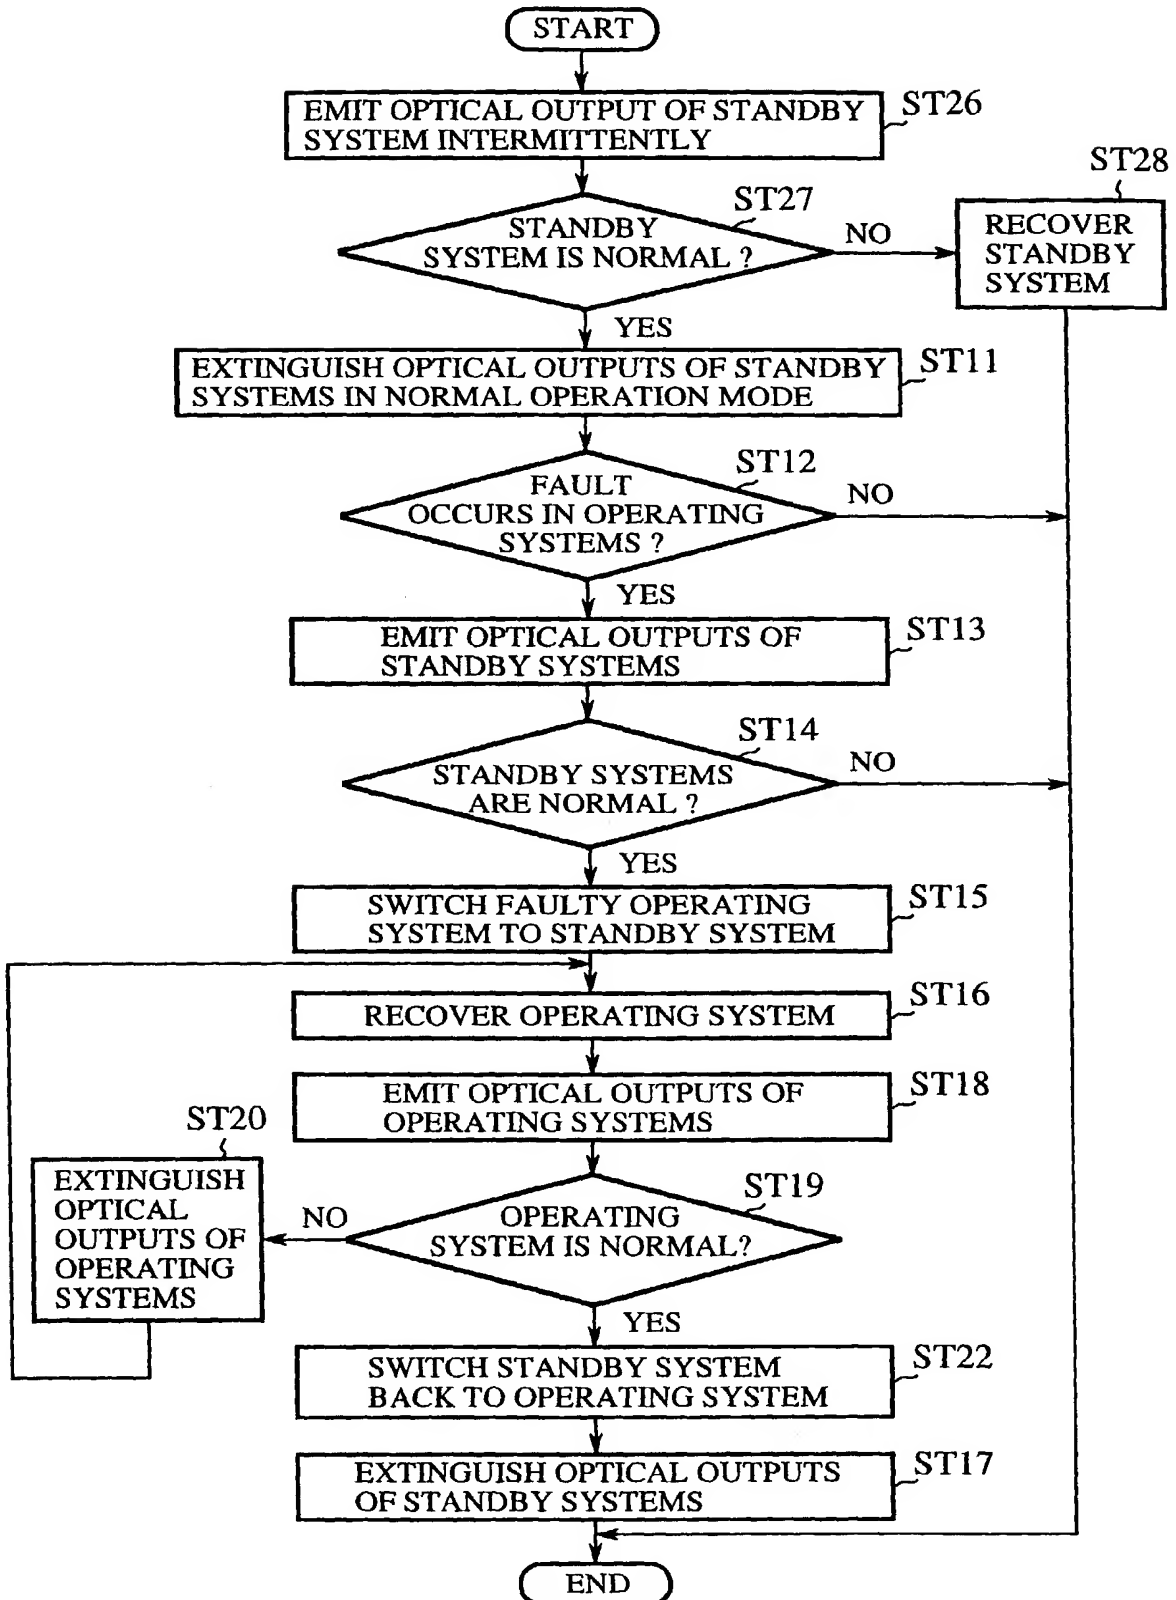 START
EMIT OPTICAL OUTPUT OF STANDBY
SYSTEM INTERMITTENTLY
ST26
ST27
STANDBY
SYSTEM IS NORMAL ?
NO
ST28
RECOVER
STANDBY
SYSTEM
YES
EXTINGUISH OPTICAL OUTPUTS OF STANDBY
SYSTEMS IN NORMAL OPERATION MODE
ST11
ST12
FAULT
OCCURS IN OPERATING
SYSTEMS ?
NO
YES
EMIT OPTICAL OUTPUTS OF
STANDBY SYSTEMS
ST13
ST14
STANDBY SYSTEMS
ARE NORMAL ?
NO
YES
SWITCH FAULTY OPERATING
SYSTEM TO STANDBY SYSTEM
ST15
RECOVER OPERATING SYSTEM
ST16
EMIT OPTICAL OUTPUTS OF
OPERATING SYSTEMS
ST18
ST19
OPERATING
SYSTEM IS NORMAL?
NO
ST20
EXTINGUISH
OPTICAL
OUTPUTS OF
OPERATING
SYSTEMS
YES
SWITCH STANDBY SYSTEM
BACK TO OPERATING SYSTEM
ST22
EXTINGUISH OPTICAL OUTPUTS
OF STANDBY SYSTEMS
ST17
END